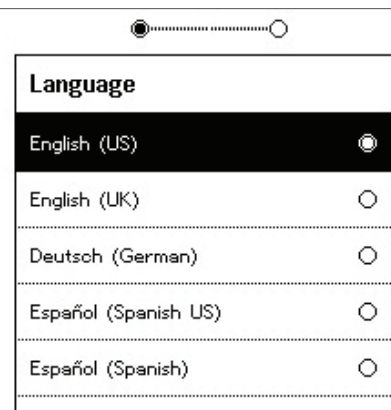 Language
English (US)
English (UK)
Deutsch (German)
Español (Spanish US)
Español (Spanish)